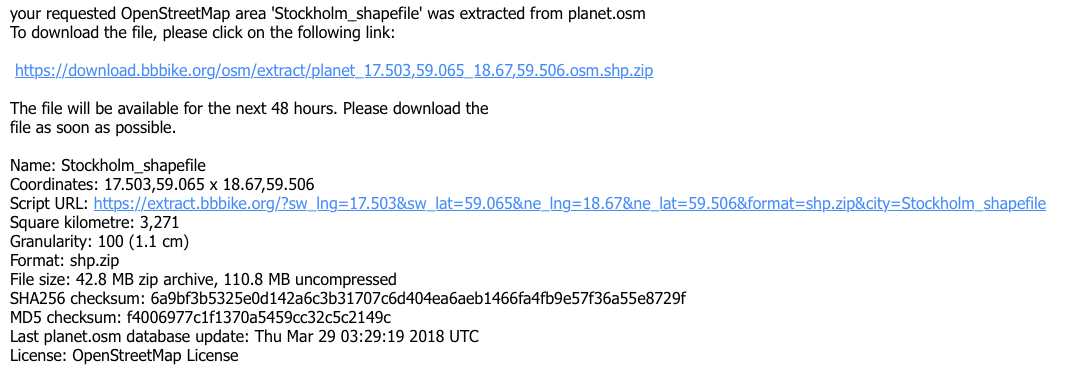 your requested OpenStreetMap area 'Stockholm_shapefile' was extracted from planet.osm
To download the file, please click on the following link:
https://download.bbbike.org/osm/extract/planet_17.503,59.065_18.67,59.506.osm.shp.zip
The file will be available for the next 48 hours. Please download the
file as soon as possible.
Name: Stockholm_shapefile
Coordinates: 17.503,59.065 x 18.67,59.506
Script URL: https://extract.bbbike.org/?sw_lng=17.503&sw_lat=59.065&ne_lng=18.67&ne_lat=59.506&format=shp.zip&city=Stockholm_shapefile
Square kilometre: 3,271
Granularity: 100 (1.1 cm)
Format: shp.zip
File size: 42.8 MB zip archive, 110.8 MB uncompressed
SHA256 checksum: 6a9bf3b5325e0d142a6c3b31707c6d404ea6aeb1466fa4fb9e57f36a55e8729f
MD5 checksum: f4006977c1f1370a5459cc32c5c2149c
Last planet.osm database update: Thu Mar 29 03:29:19 2018 UTC
License: OpenStreetMap License